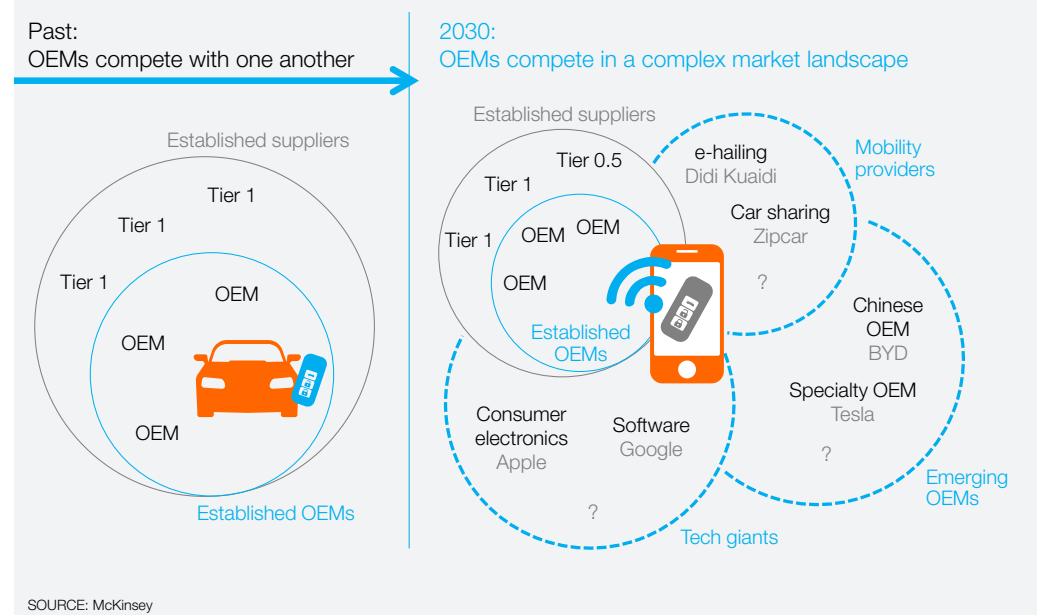 Past:
OEMs compete with one another
Established suppliers
Tier 1
Tier 1
Tier 1
OEM
OEM
OEM
Established OEMs
2030:
OEMs compete in a complex market landscape
Established suppliers
Tier 0.5
Tier 1
Tier 1
OEM
OEM
OEM
Established
OEMs
e-hailing
Didi Kuaidi
Car sharing
Zipcar
?
Mobility
providers
Chinese
OEM
BYD
Specialty OEM
Tesla
?
Emerging
OEMs
Consumer
electronics
Apple
Software
Google
?
Tech giants
SOURCE: McKinsey